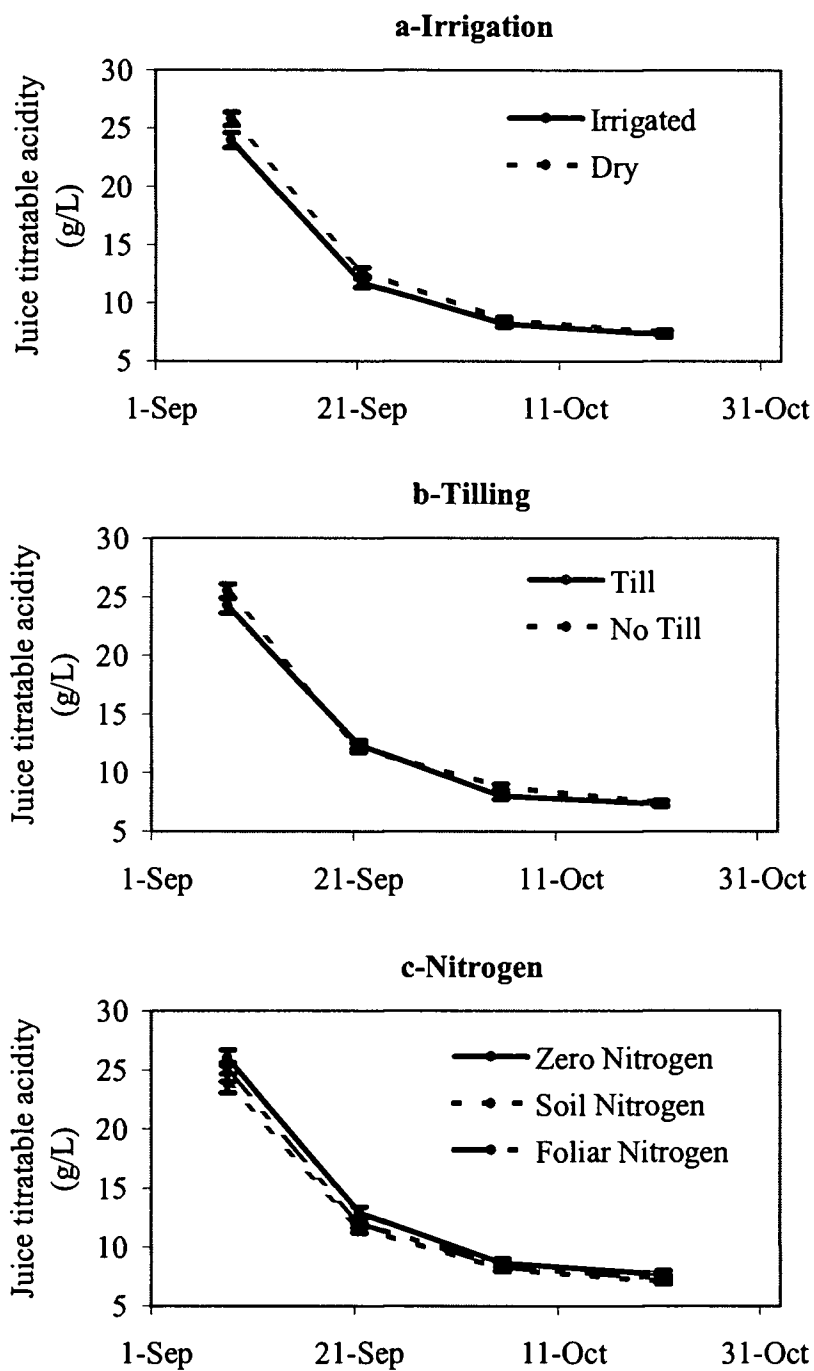 a-Irrigation
Juice titratable acidity
(g/L)
30
25
20
15
10
5
Irrigated
Dry
1-Sep 21-Sep 11-Oct 31-Oct
b-Tilling
Juice titratable acidity
(g/L)
30
25
20
15
10
5
Till
No Till
1-Sep 21-Sep 11-Oct 31-Oct
c-Nitrogen
Juice titratable acidity
(g/L)
30
25
20
15
10
5
Zero Nitrogen
Soil Nitrogen
Foliar Nitrogen
1-Sep 21-Sep 11-Oct 31-Oct